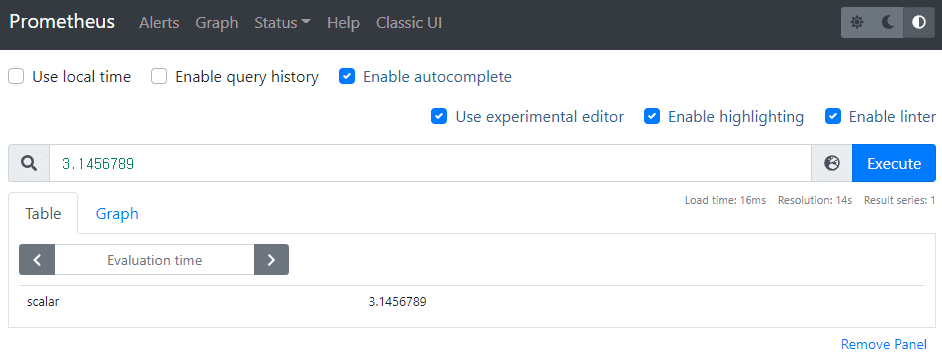 Prometheus Alerts Graph Status Help Classic UI
Use local time Enable query history Enable autocomplete
Use experimental editor Enable highlighting Enable linter
3.1456789 Execute
Load time: 16ms Resolution: 14s Result series: 1
Table Graph
Evaluation time
scalar 3.1456789
Remove Panel